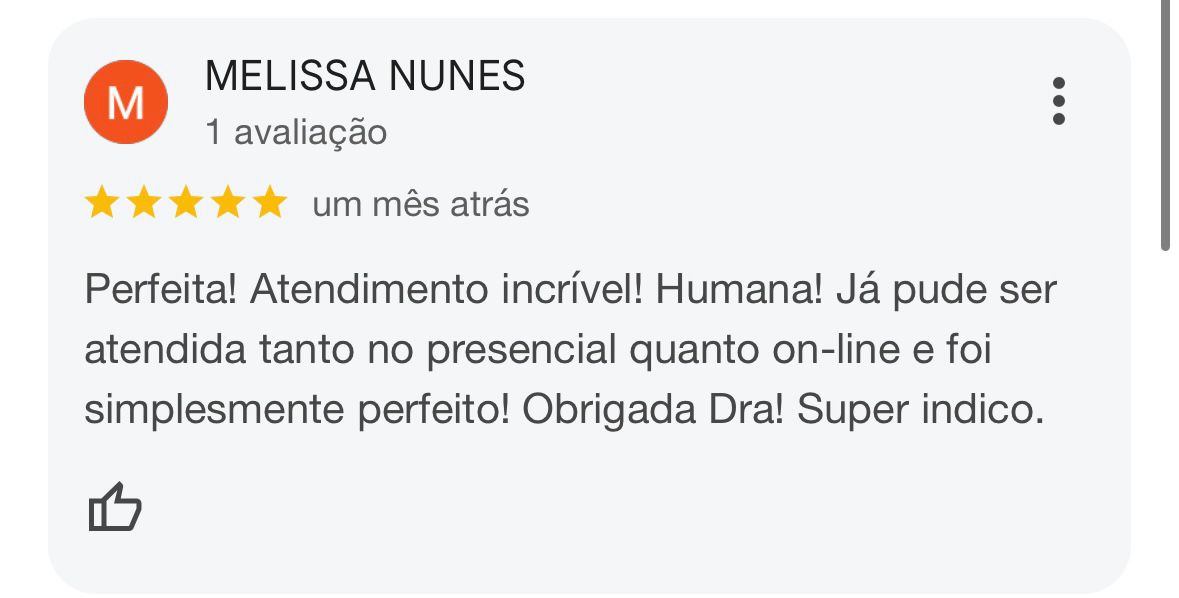 M
MELISSA NUNES
1 avaliação
um mês atrás
Perfeita! Atendimento incrível! Humana! Já pude ser
atendida tanto no presencial quanto on-line e foi
simplesmente perfeito! Obrigada Dra! Super indico.